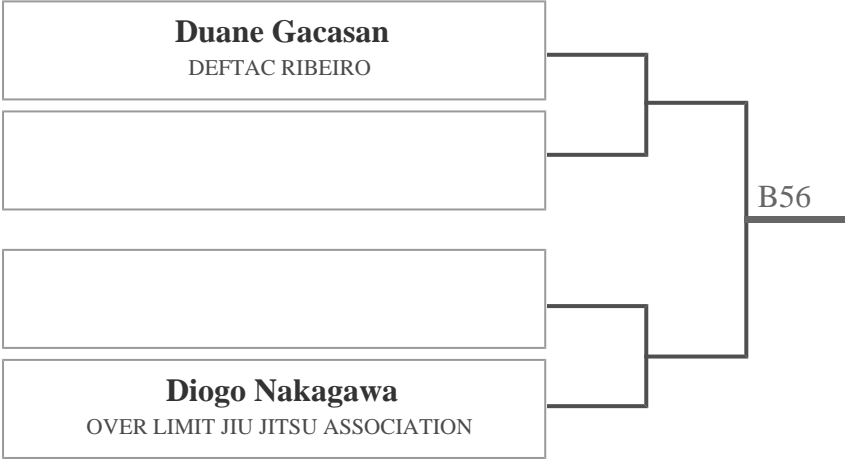 Duane Gacasan
DEFTAC RIBEIRO
B56
Diogo Nakagawa
OVER LIMIT JIU JITSU ASSOCIATION